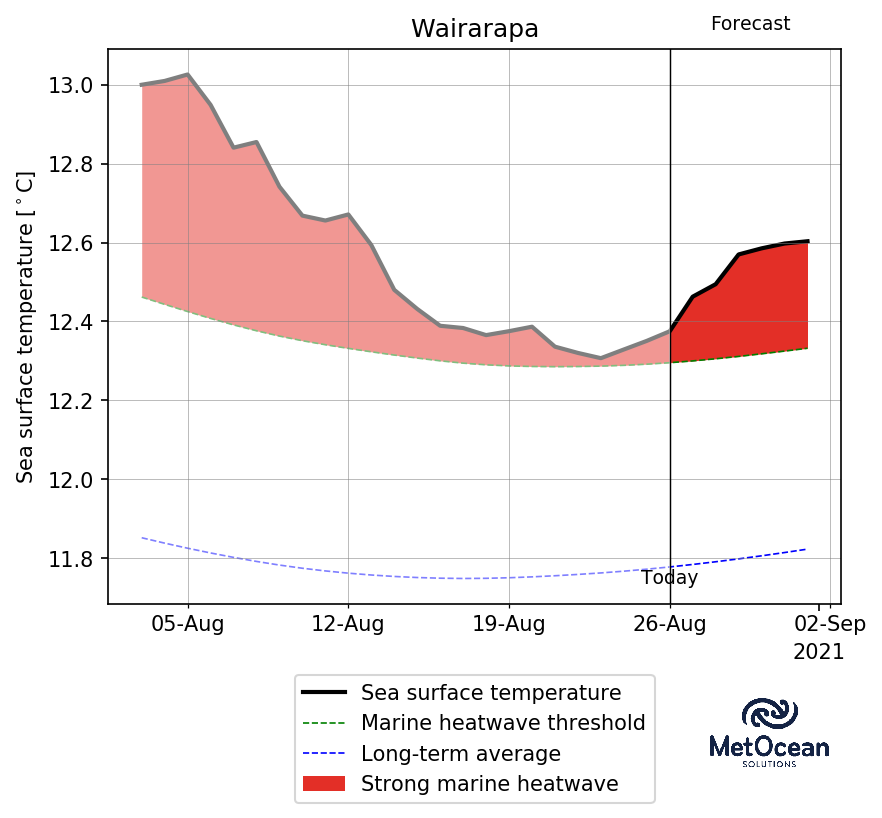 Wairarapa
Forecast
Sea surface temperature [°C]
13.0
12.8
12.6
12.4
12.2
12.0
11.8
Today
05-Aug
12-Aug
19-Aug
26-Aug
02-Sep
2021
Sea surface temperature
Marine heatwave threshold
Long-term average
Strong marine heatwave
MetOcean
SOLUTIONS